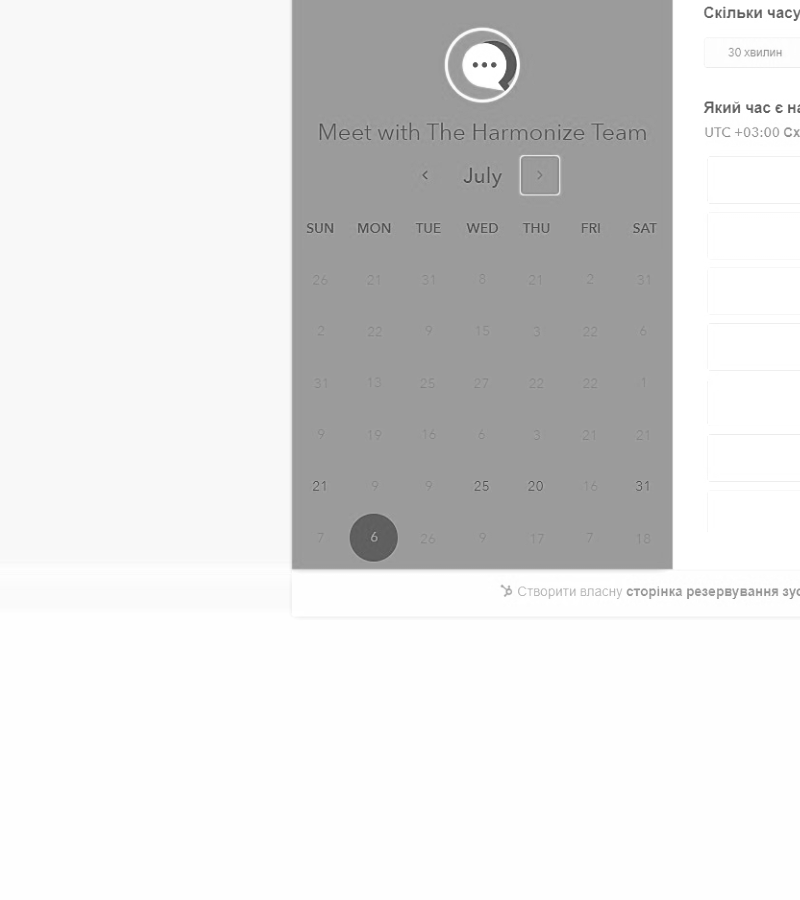 Meet with The Harmonize Team
July
SUN MON TUE WED THU FRI SAT
26 21 31 8 21 2 31
2 22 9 15 3 22 6
31 13 25 27 22 22 1
9 19 16 6 3 21 21
21 9 9 25 20 16 31
7 6 26 9 17 7 18
Скільки часу
30 хвилин
Який час є на
UTC +03:00 Сх
Створити власну сторінка резервування зус